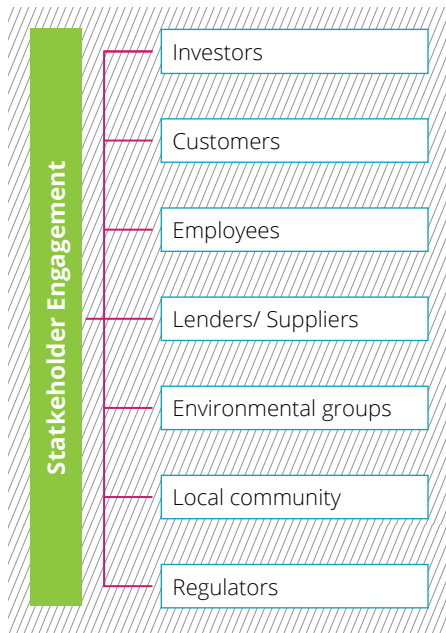 Statkeholder Engagement
Investors
Customers
Employees
Lenders/ Suppliers
Environmental groups
Local community
Regulators